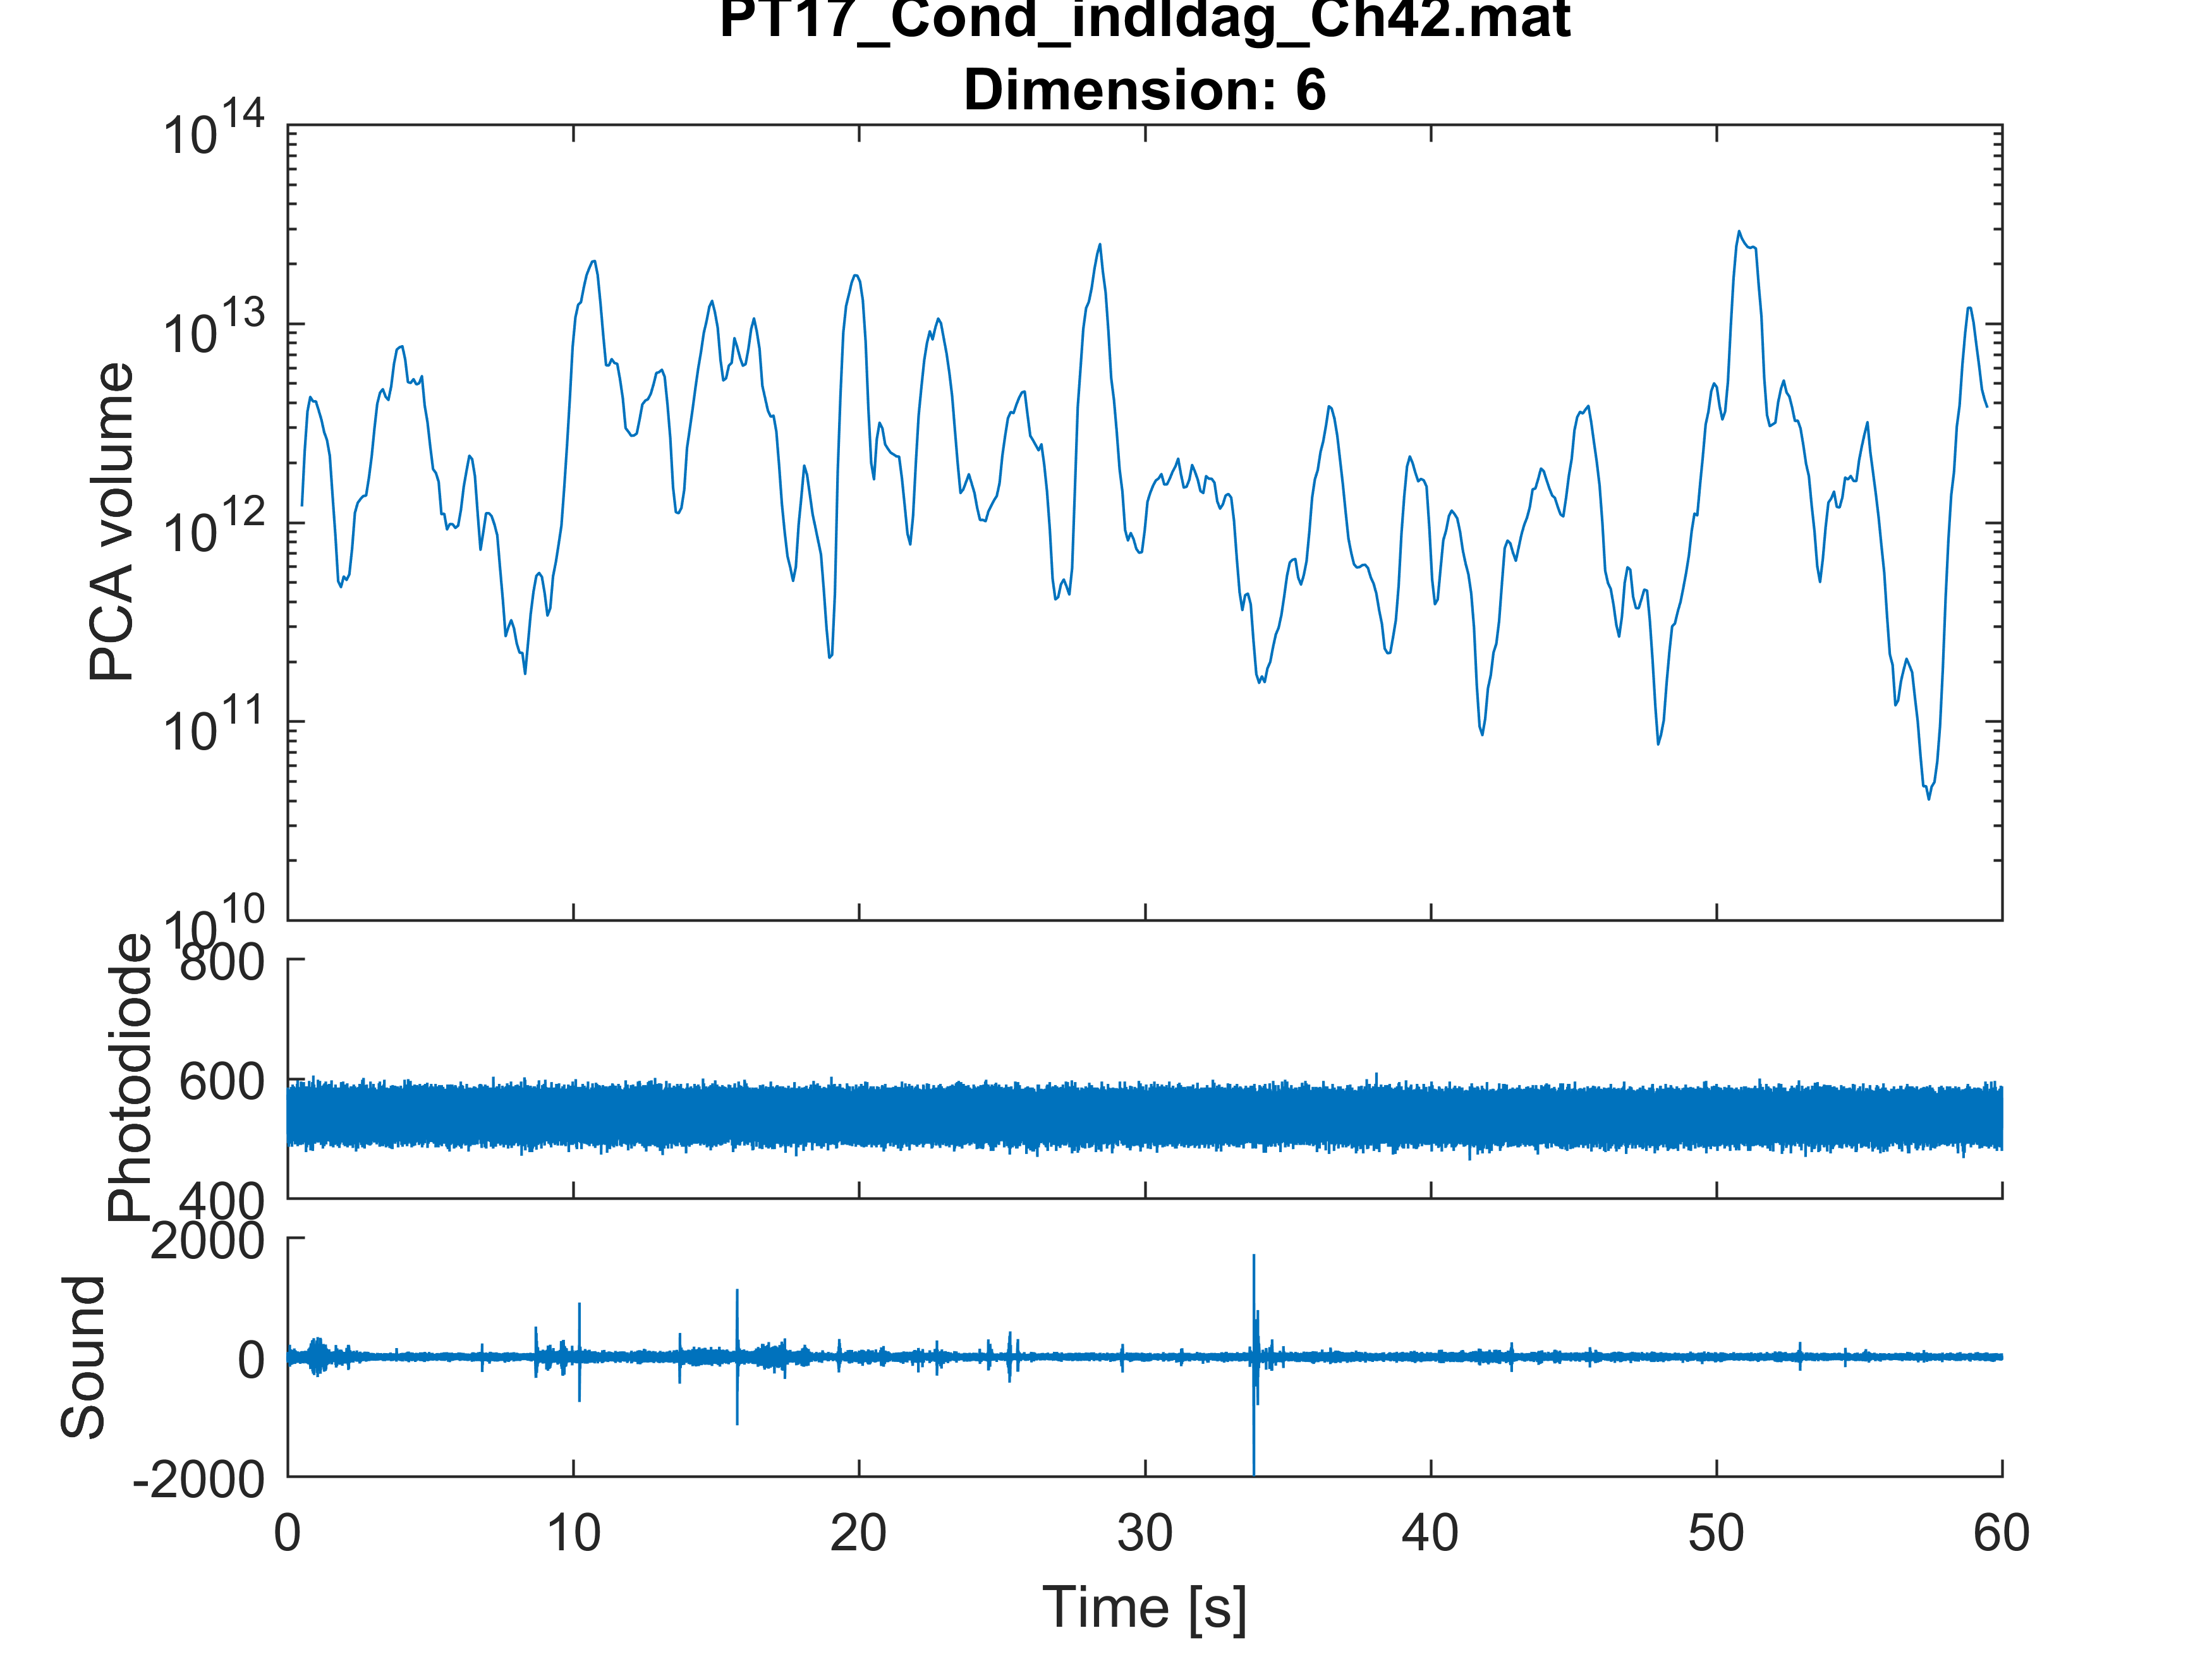 PT17_Cond_indIdag_Ch42.mat
Dimension: 6
10^14
10^13
10^12
10^11
10^10
PCA volume
800
600
400
Photodiode
2000
0
-2000
Sound
0 10 20 30 40 50 60
Time [s]